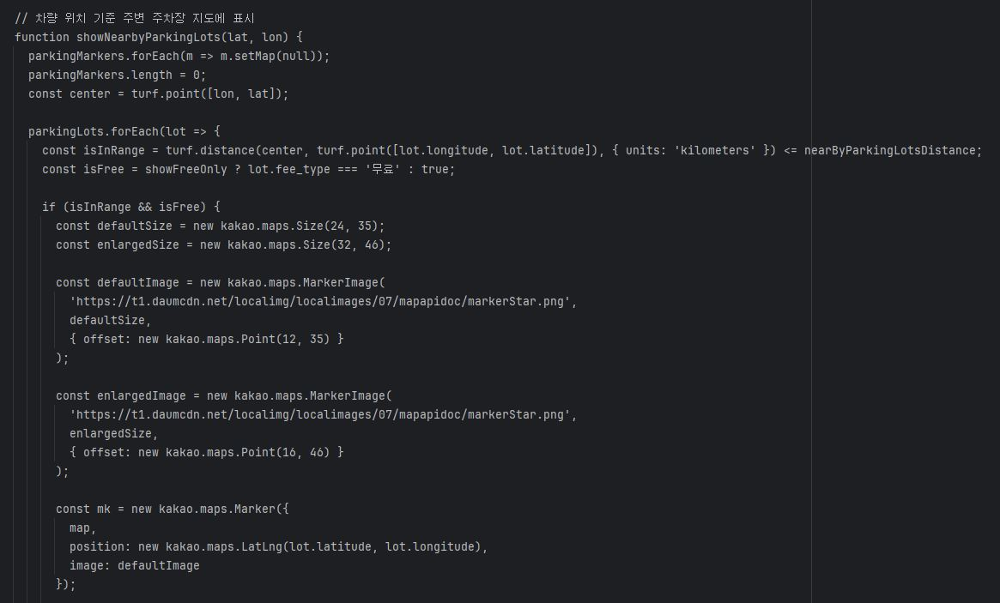 // 차량 위치 기준 주변 주차장 지도에 표시
function showNearbyParkingLots(lat, lon) {
parkingMarkers.forEach(m => m.setMap(null));
parkingMarkers.length = 0;
const center = turf.point([lon, lat]);
parkingLots.forEach(lot => {
const isInRange = turf.distance(center, turf.point([lot.longitude, lot.latitude]), { units: 'kilometers' }) <= nearByParkingLotsDistance;
const isFree = showFreeOnly ? lot.fee_type === '무료' : true;
if (isInRange && isFree) {
const defaultSize = new kakao.maps.Size(24, 35);
const enlargedSize = new kakao.maps.Size(32, 46);
const defaultImage = new kakao.maps.MarkerImage(
'https://t1.daumcdn.net/localimg/localimages/07/mapapidoc/markerStar.png',
defaultSize,
{ offset: new kakao.maps.Point(12, 35) }
);
const enlargedImage = new kakao.maps.MarkerImage(
'https://t1.daumcdn.net/localimg/localimages/07/mapapidoc/markerStar.png',
enlargedSize,
{ offset: new kakao.maps.Point(16, 46) }
);
const mk = new kakao.maps.Marker({
map,
position: new kakao.maps.LatLng(lot.latitude, lot.longitude),
image: defaultImage
});